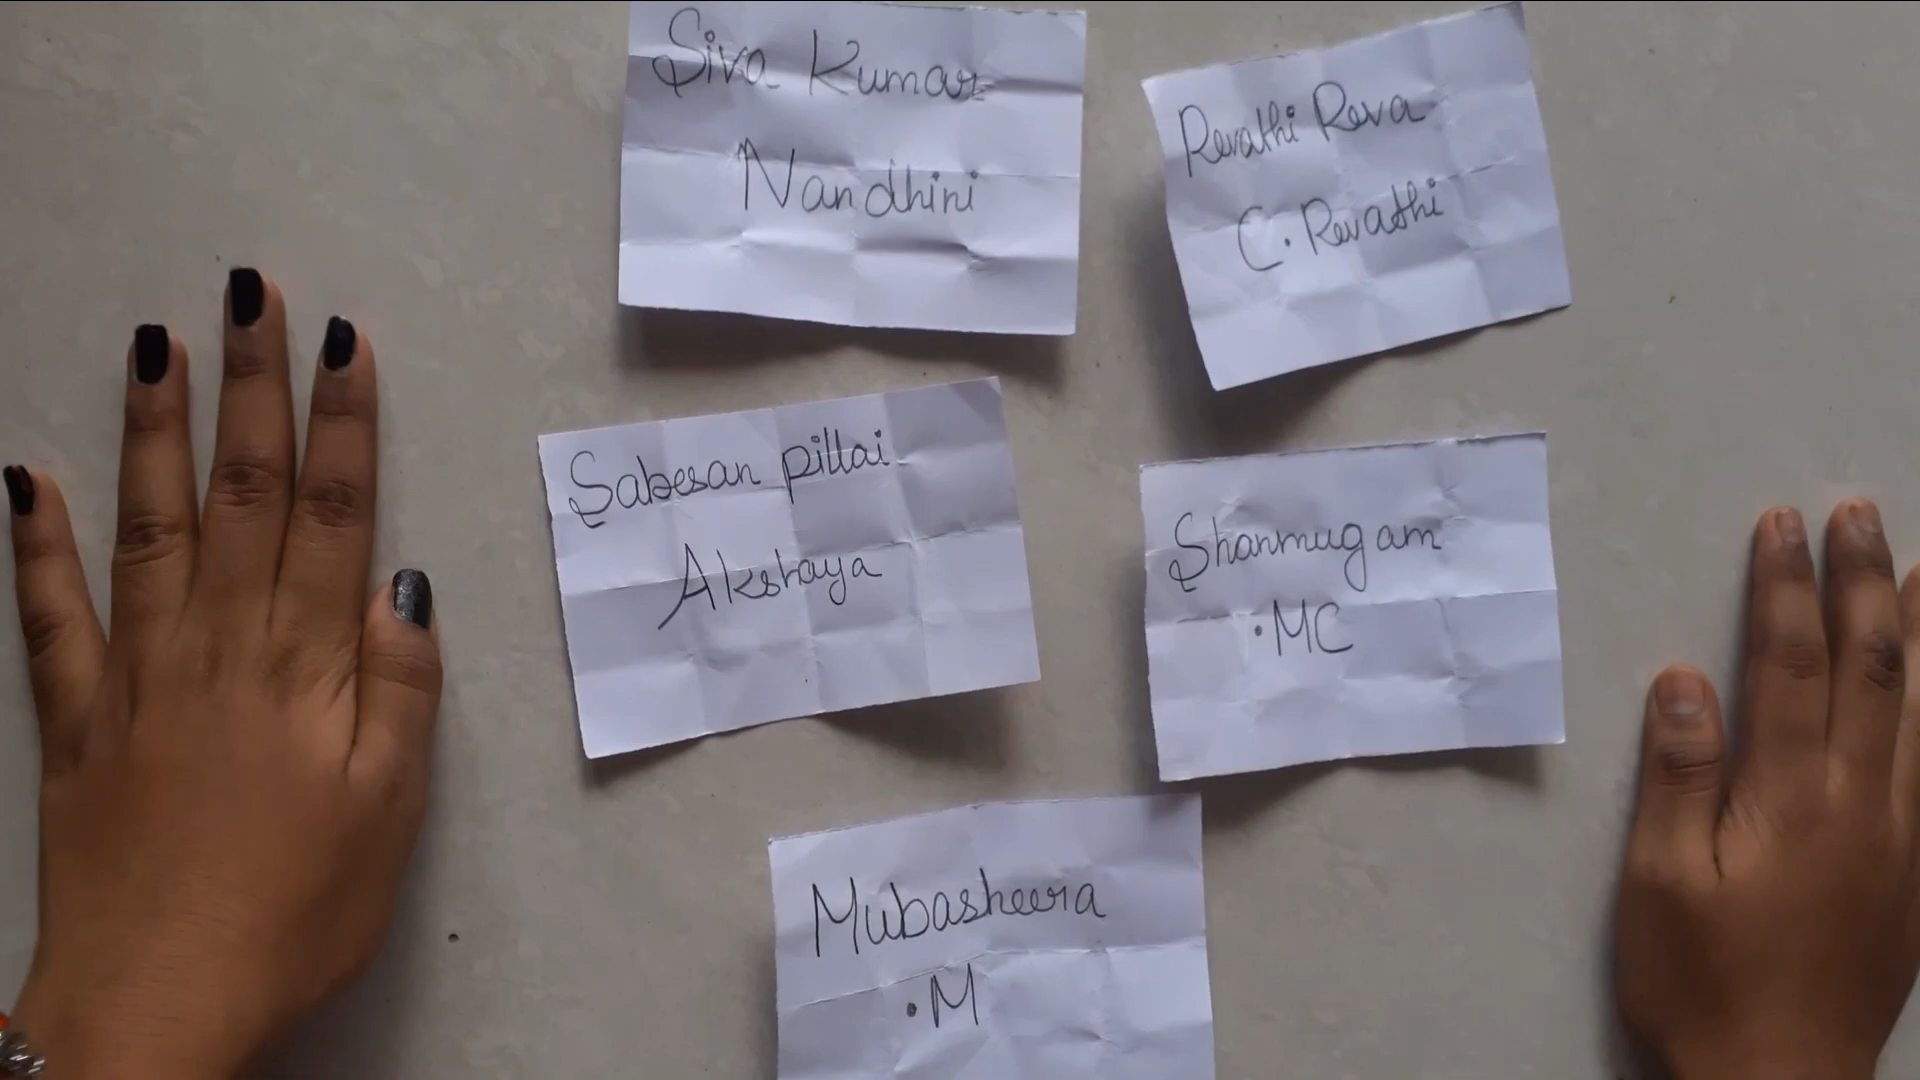 Siva Kumar
Nandhini
Revathi Reva
C. Revathi
Sabesan pillai
Akshaya
Shanmugam
.MC
Mubasheera
.M